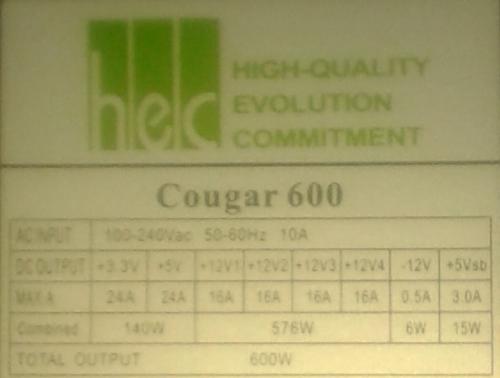 hec
HIGH-QUALITY
EVOLUTION
COMMITMENT
Cougar 600
AC INPUT 100-240Vac 50-60Hz 10A
DC OUTPUT +3.3V +5V +12V1 +12V2 +12V3 +12V4 -12V +5Vsb
MAX A 24A 24A 16A 16A 16A 16A 0.5A 3.0A
Combined 140W 576W 6W 15W
TOTAL OUTPUT 600W